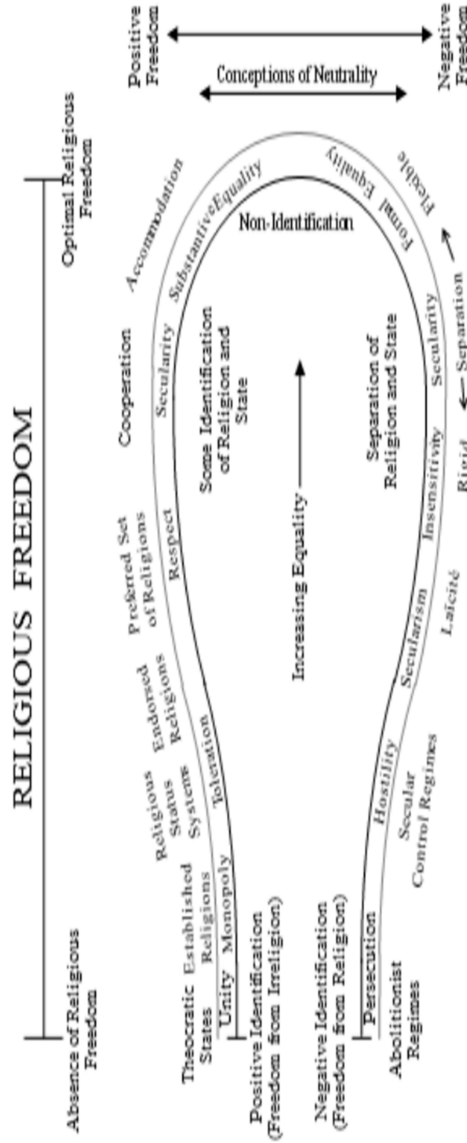 RELIGIOUS FREEDOM
Absence of Religious
Freedom
Optimal Religious
Freedom
Theocratic
States
Established
Religions
Religious
Status
Systems
Endorsed
Religions
Preferred Set
of Religions
Cooperation
Accommodation
Positive
Freedom
Unity
Monopoly
Toleration
Respect
Secularity
Substantive Equality
Conceptions of Neutrality
Positive Identification
(Freedom from Irreligion)
Some Identification
of Religion and
State
Non-Identification
Increasing Equality
Negative Identification
(Freedom from Religion)
Separation of
Religion and State
Formal Equality
Persecution
Hostility
Secularism
Insensitivity
Secularity
Flexible
Negative
Freedom
Abolitionist
Regimes
Secular
Control Regimes
Laïcité
Rigid
Separation